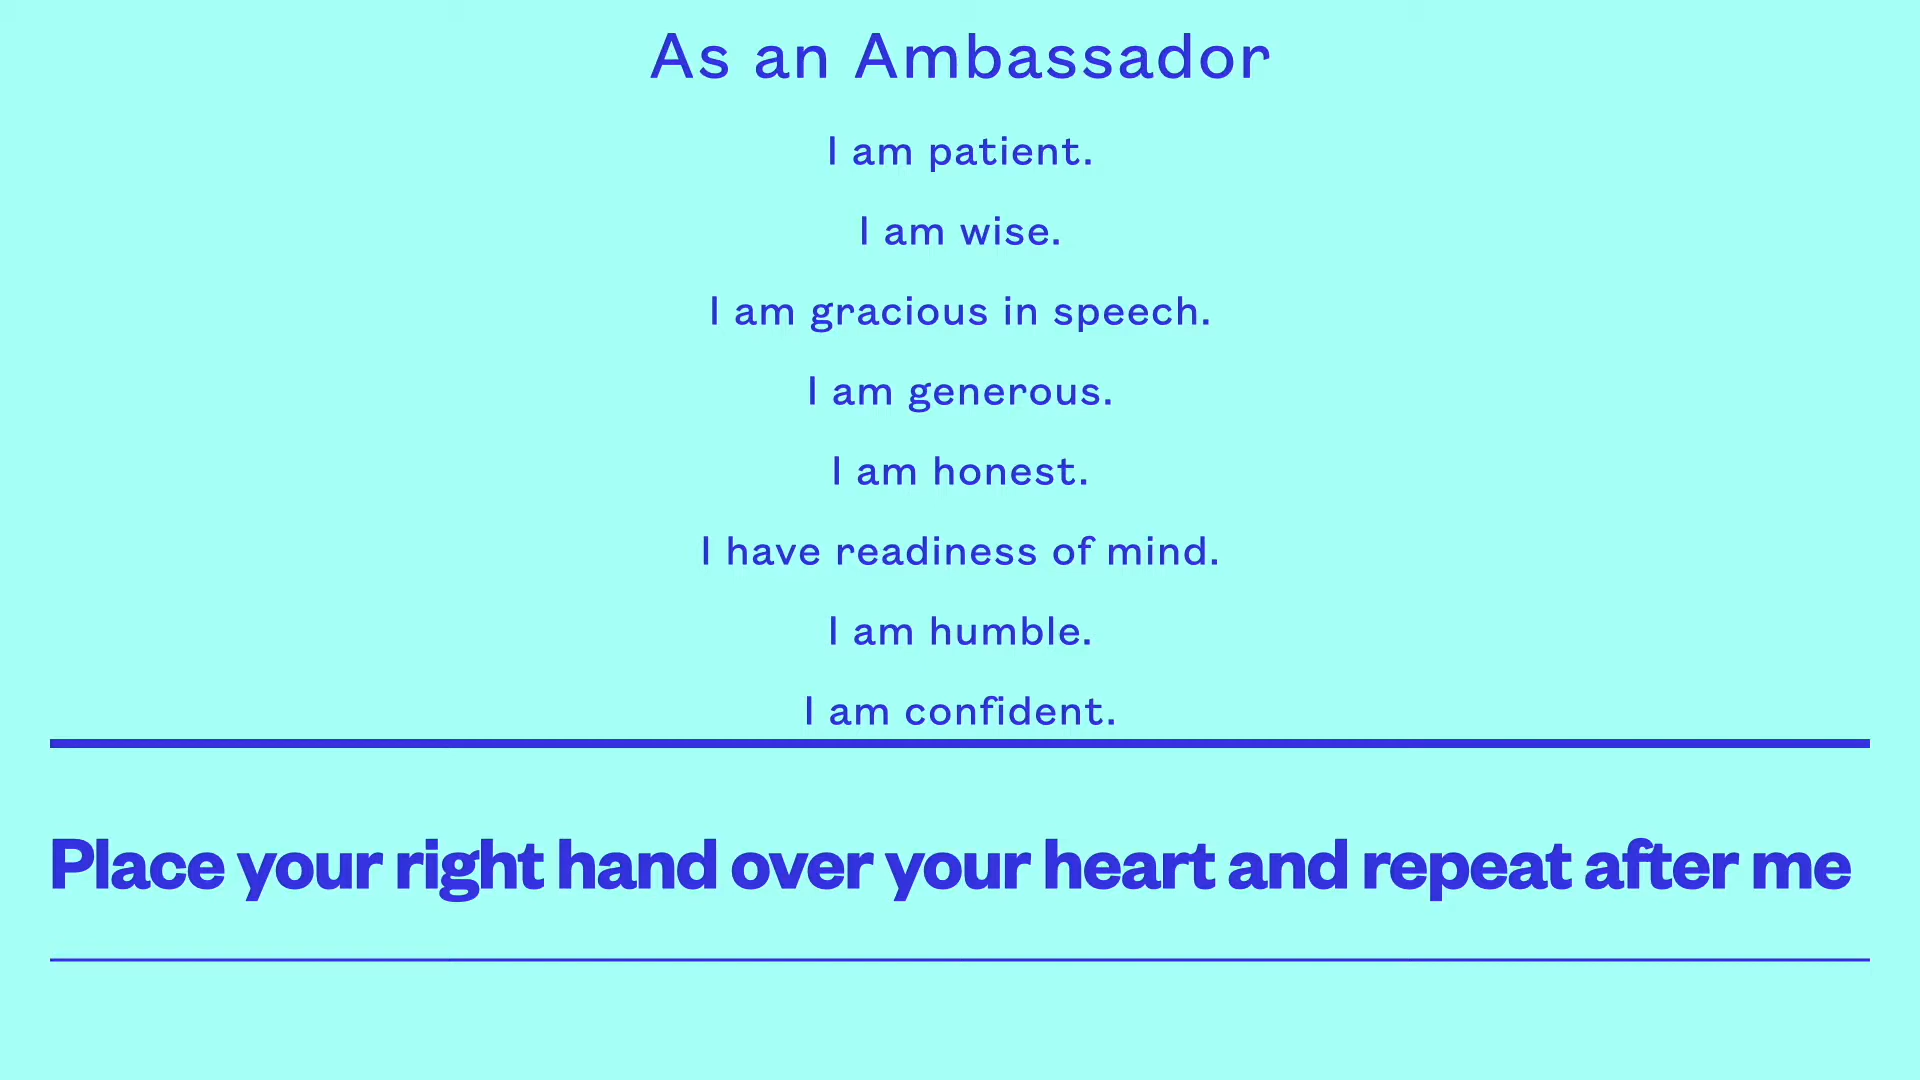 As an Ambassador
I am patient.
I am wise.
I am gracious in speech.
I am generous.
I am honest.
I have readiness of mind.
I am humble.
I am confident.
Place your right hand over your heart and repeat after me